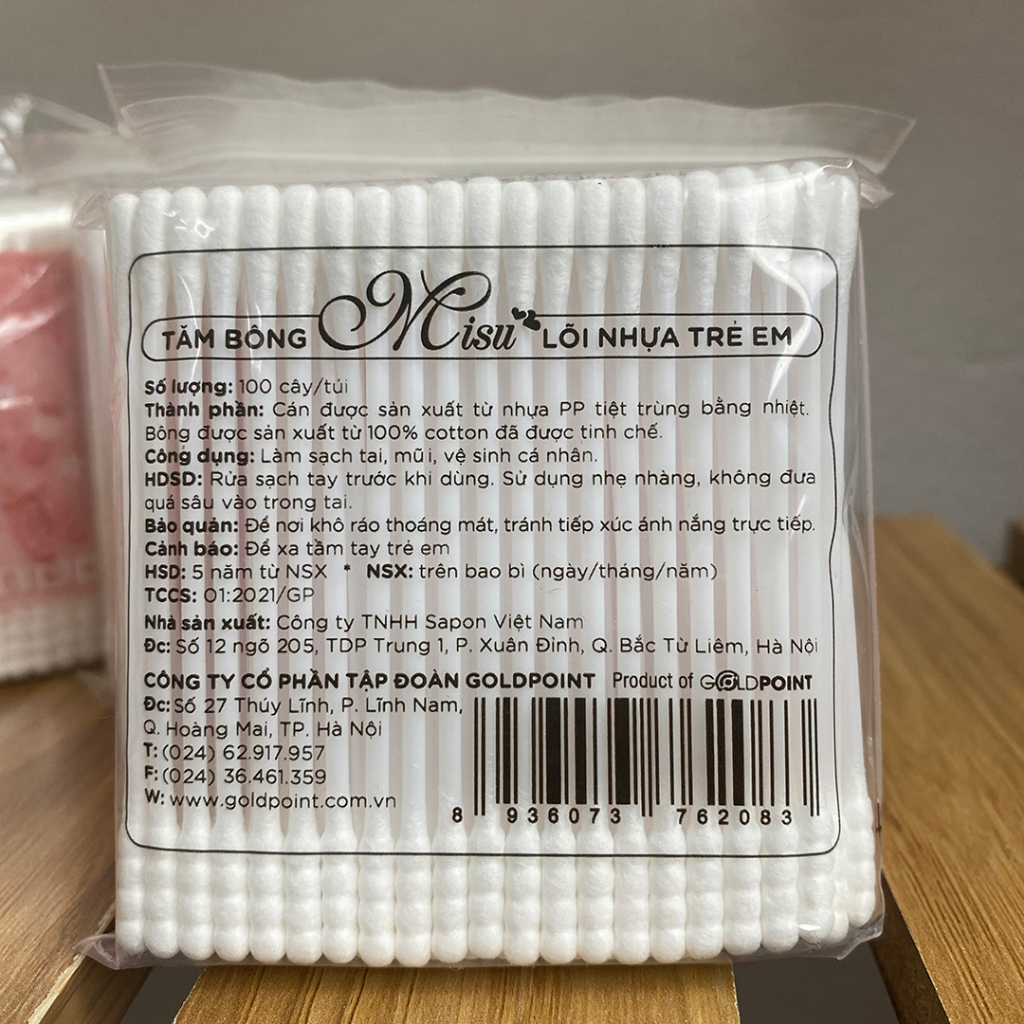 TĂM BÔNG Misu LÕI NHỰA TRẺ EM
Số lượng: 100 cây/túi
Thành phần: Cán được sản xuất từ nhựa PP tiệt trùng bằng nhiệt.
Bông được sản xuất từ 100% cotton đã được tinh chế.
Công dụng: Làm sạch tai, mũi, vệ sinh cá nhân.
HDSD: Rửa sạch tay trước khi dùng. Sử dụng nhẹ nhàng, không đưa
quá sâu vào trong tai.
Bảo quản: Để nơi khô ráo thoáng mát, tránh tiếp xúc ánh nắng trực tiếp.
Cảnh báo: Để xa tầm tay trẻ em
HSD: 5 năm từ NSX * NSX: trên bao bì (ngày/tháng/năm)
TCCS: 01:2021/GP
Nhà sản xuất: Công ty TNHH Sapon Việt Nam
Đc: Số 12 ngõ 205, TDP Trung 1, P. Xuân Đỉnh, Q. Bắc Từ Liêm, Hà Nội
CÔNG TY CỔ PHẦN TẬP ĐOÀN GOLDPOINT Product of GOLDPOINT
Đc: Số 27 Thúy Lĩnh, P. Lĩnh Nam,
Q. Hoàng Mai, TP. Hà Nội
T: (024) 62.917.957
F: (024) 36.461.359
W: www.goldpoint.com.vn
8 936073 762083